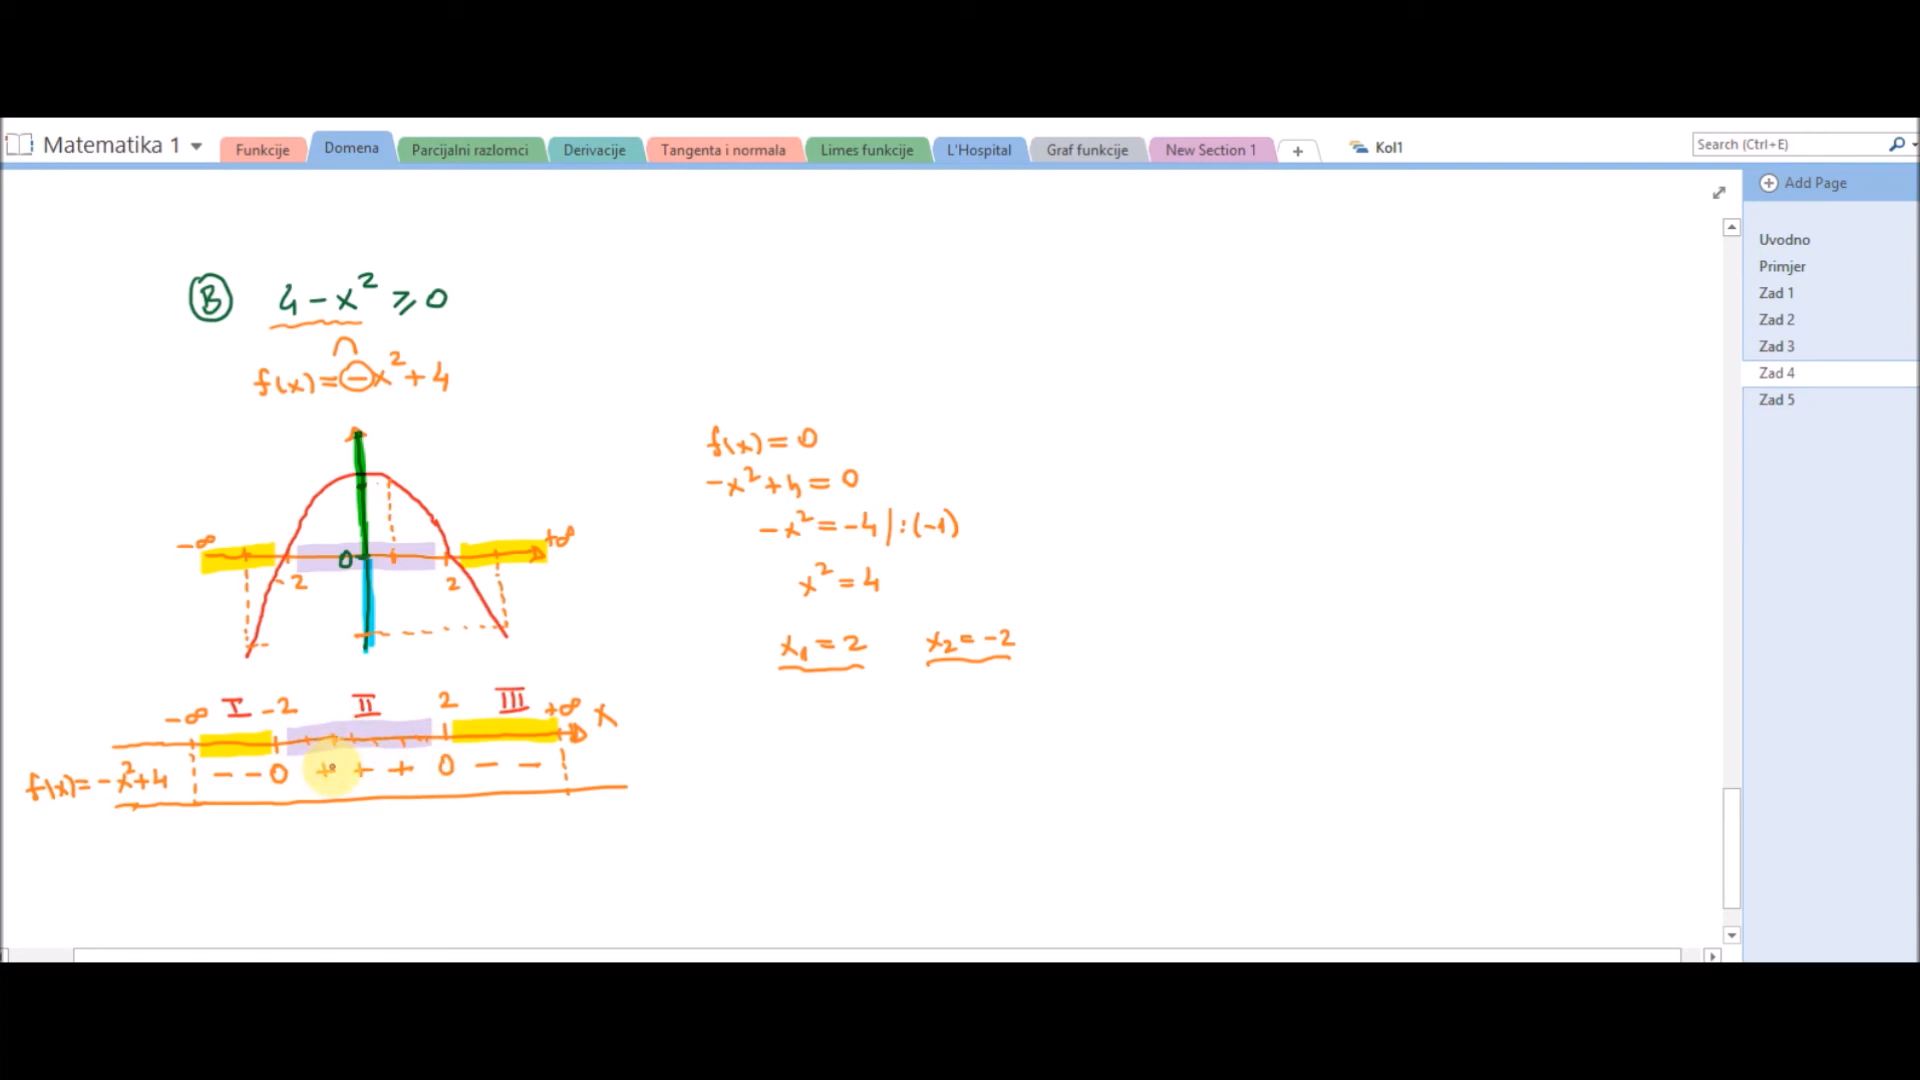 Matematika 1
Funkcije
Domena
Parcijalni razlomci
Derivacije
Tangenta i normala
Limes funkcije
L'Hospital
Graf funkcije
New Section 1
+
Kol1
Search (Ctrl+E)
Add Page
Uvodno
Primjer
Zad 1
Zad 2
Zad 3
Zad 4
Zad 5
B 4 - x² ≥ 0
f(x) = -x² + 4
-∞ 0 +∞
-2 2
f(x) = 0
-x² + 4 = 0
-x² = -4 | : (-1)
x² = 4
x₁ = 2 x₂ = -2
-∞ I -2 II 2 III +∞ x
f(x) = -x² + 4 - - 0 + + + 0 - -